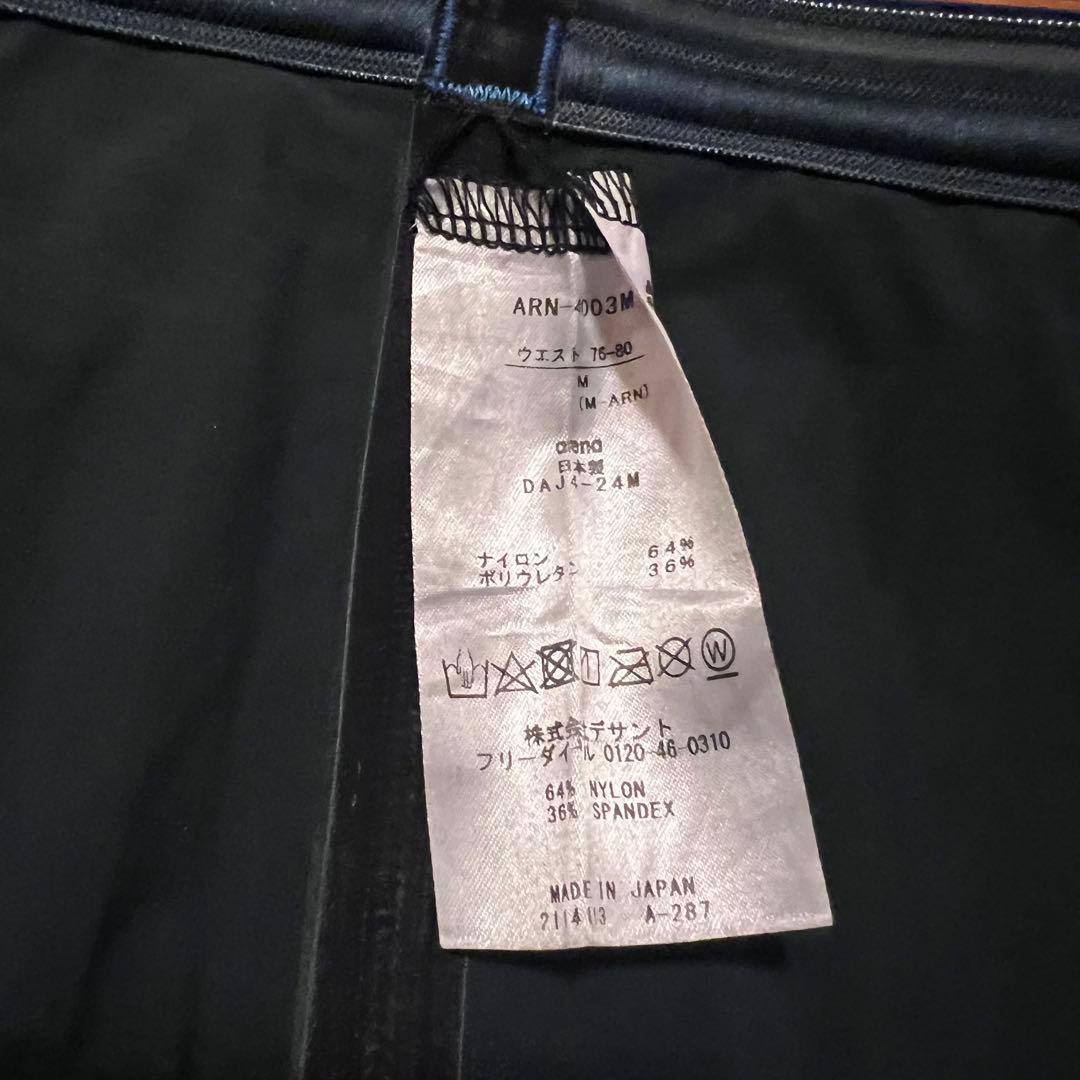 ARN-4003M
ウエスト 76-80
M
(M-ARN)
arena
日本製
DAJ4-24M
ナイロン 64%
ポリウレタン 36%
W
株式会社デサント
フリーダイヤル 0120-46-0310
64% NYLON
36% SPANDEX
MADE IN JAPAN
A-287